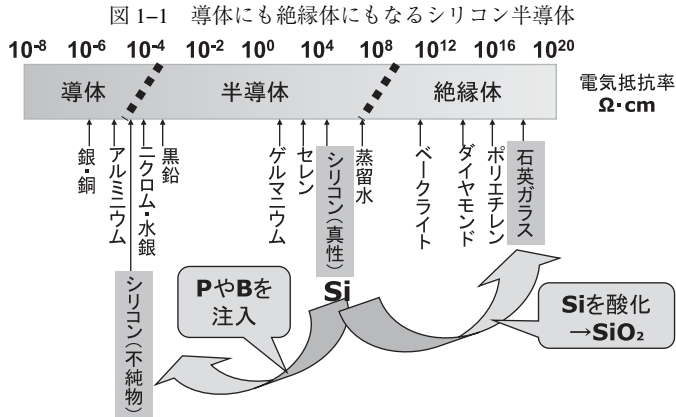 図1–1 導体にも絶縁体にもなるシリコン半導体
10⁻⁸ 10⁻⁶ 10⁻⁴ 10⁻² 10⁰ 10⁴ 10⁸ 10¹² 10¹⁶ 10²⁰
導体 半導体 絶縁体
電気抵抗率
Ω・cm
銀・銅
アルミニウム
シリコン(不純物)
ニクロム・水銀
黒鉛
ゲルマニウム
セレン
シリコン(真性)
蒸留水
ベークライト
ダイヤモンド
ポリエチレン
石英ガラス
Si
PやBを
注入
Siを酸化
→SiO₂